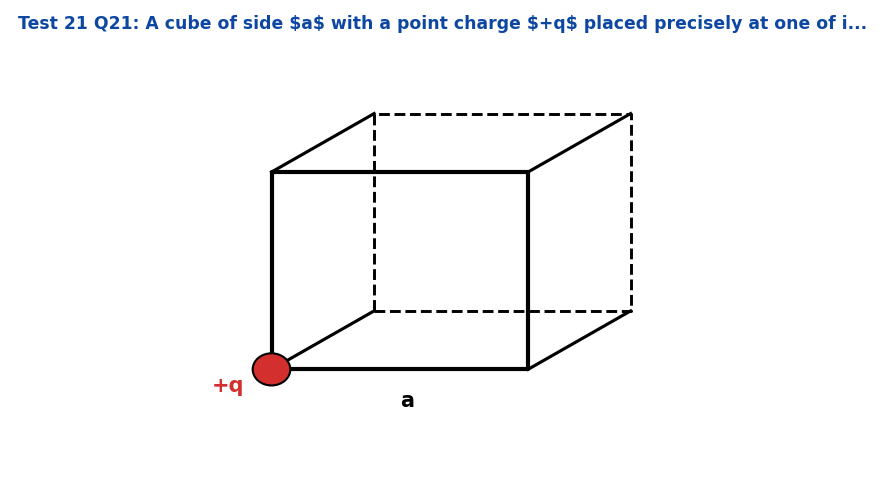 Test 21 Q21: A cube of side $a$ with a point charge $+q$ placed precisely at one of i...
+q
a